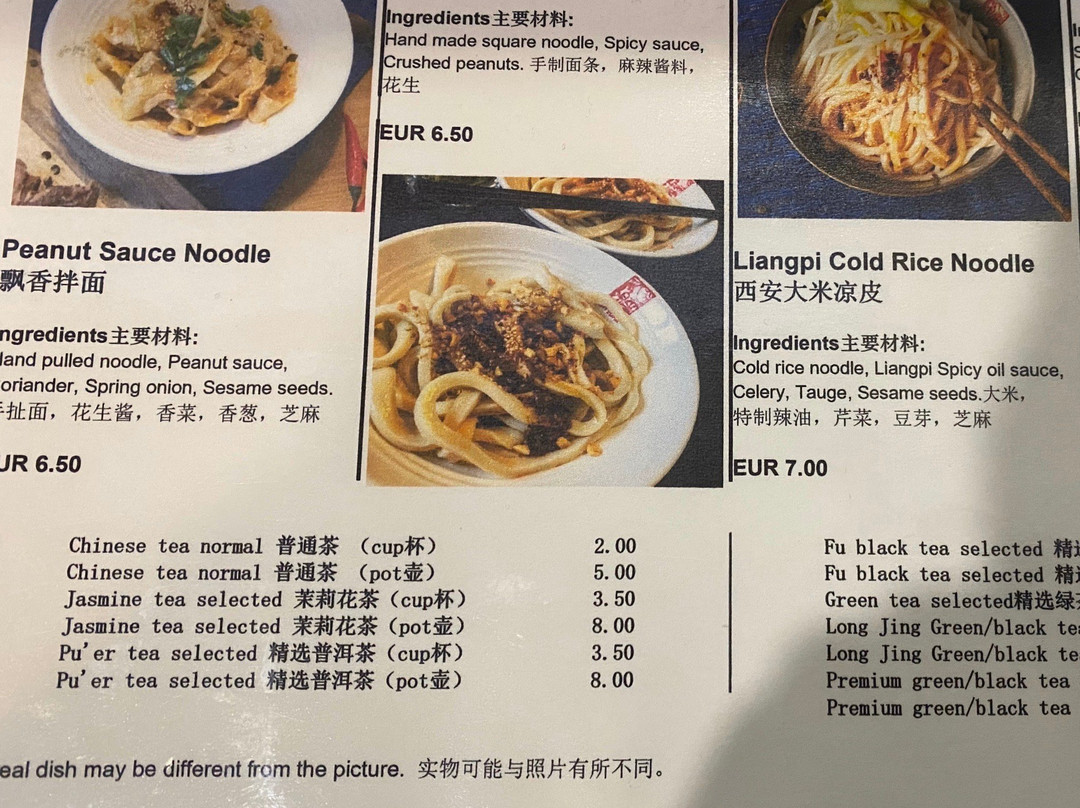 Peanut Sauce Noodle
飘香拌面
ngredients主要材料:
and pulled noodle, Peanut sauce,
oriander, Spring onion, Sesame seeds.
手扯面，花生酱，香菜，香葱，芝麻
UR 6.50
Ingredients主要材料:
Hand made square noodle, Spicy sauce,
Crushed peanuts. 手制面条，麻辣酱料，
花生
EUR 6.50
Liangpi Cold Rice Noodle
西安大米凉皮
Ingredients主要材料:
Cold rice noodle, Liangpi Spicy oil sauce,
Celery, Tauge, Sesame seeds.大米，
特制辣油，芹菜，豆芽，芝麻
EUR 7.00
Chinese tea normal 普通茶 （cup杯） 2.00
Chinese tea normal 普通茶 （pot壶） 5.00
Jasmine tea selected 茉莉花茶（cup杯） 3.50
Jasmine tea selected 茉莉花茶（pot壶） 8.00
Pu'er tea selected 精选普洱茶（cup杯） 3.50
Pu'er tea selected 精选普洱茶（pot壶） 8.00
Fu black tea selected 精选
Fu black tea selected 精选
Green tea selected精选绿茶
Long Jing Green/black tea
Long Jing Green/black tea
Premium green/black tea
Premium green/black tea
eal dish may be different from the picture. 实物可能与照片有所不同。